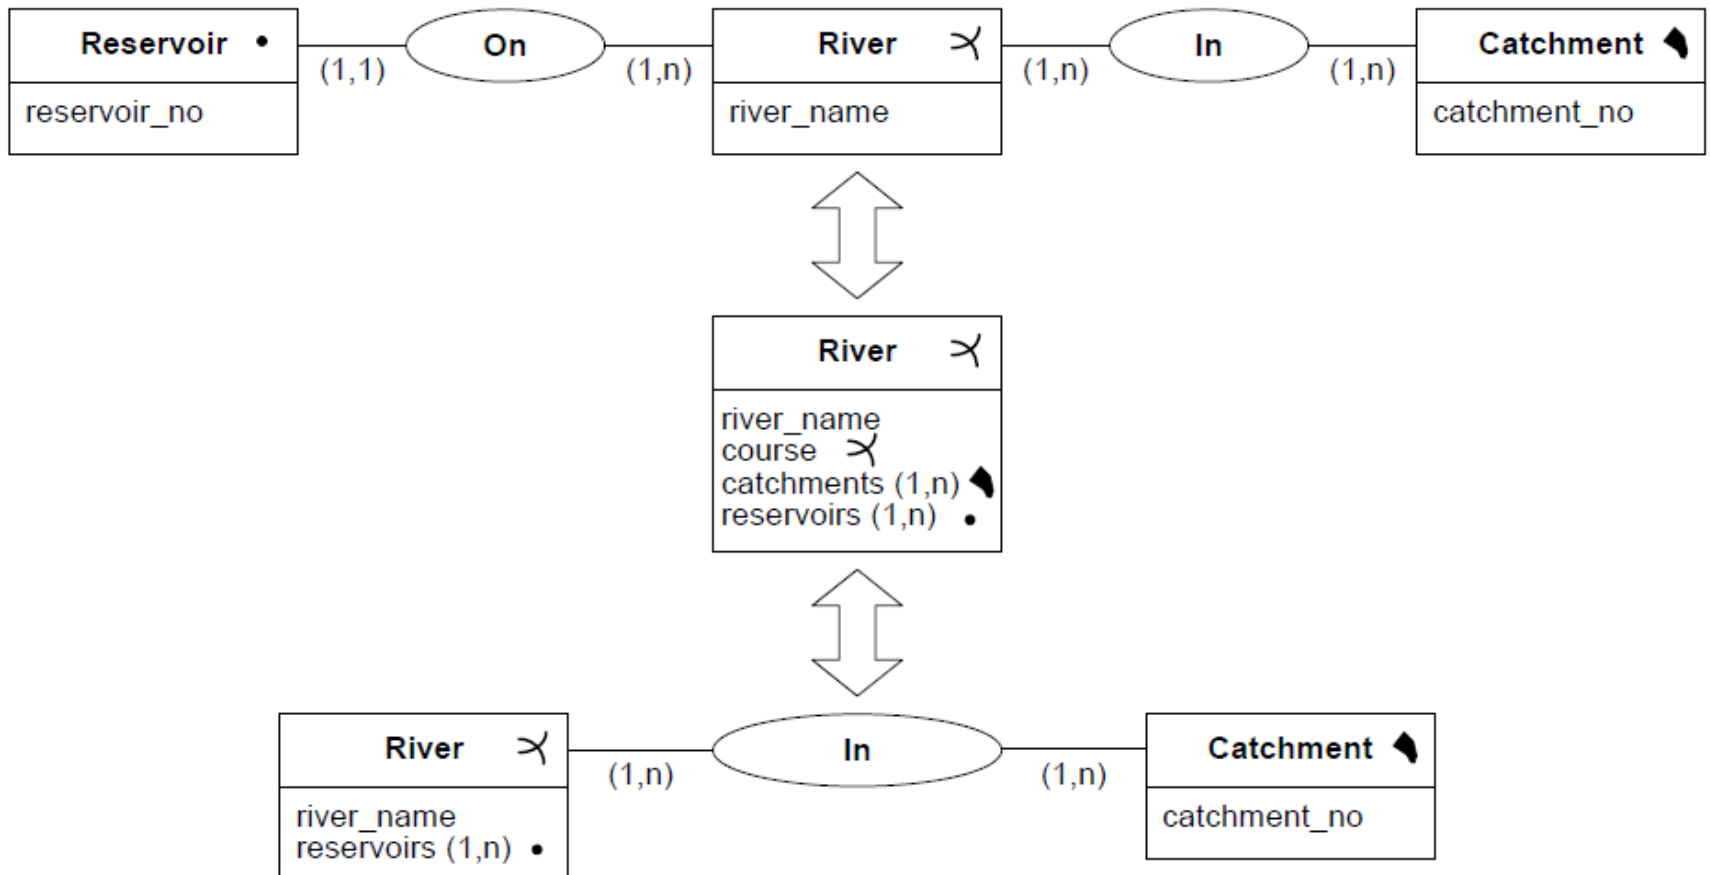 Reservoir
On
River
In
Catchment
(1,1)
(1,n)
(1,n)
(1,n)
reservoir_no
river_name
catchment_no
River
river_name
course
catchments (1,n)
reservoirs (1,n)
River
In
Catchment
(1,n)
(1,n)
river_name
reservoirs (1,n)
catchment_no